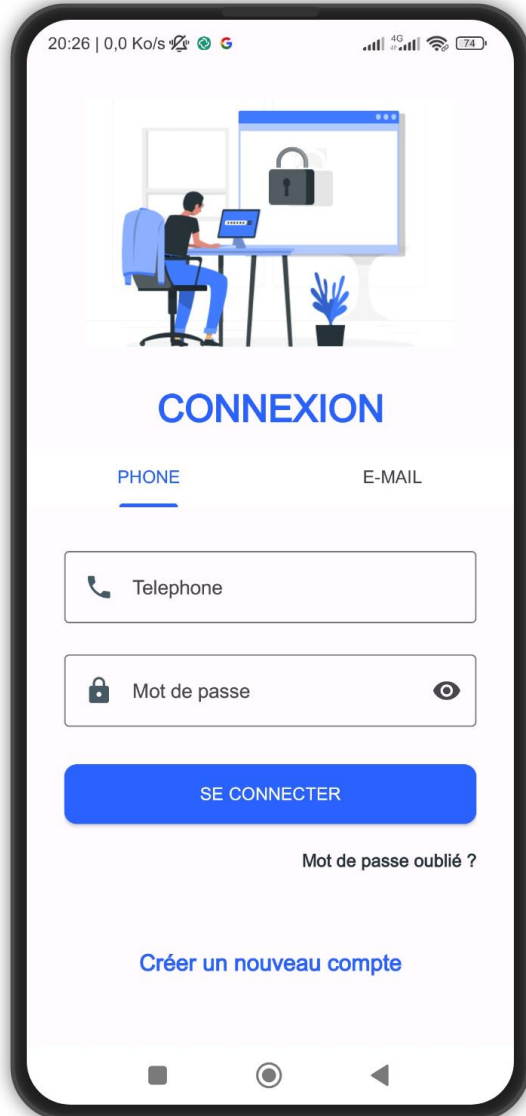 20:26 | 0,0 Ko/s
4G
74
CONNEXION
PHONE
E-MAIL
Telephone
Mot de passe
SE CONNECTER
Mot de passe oublié ?
Créer un nouveau compte